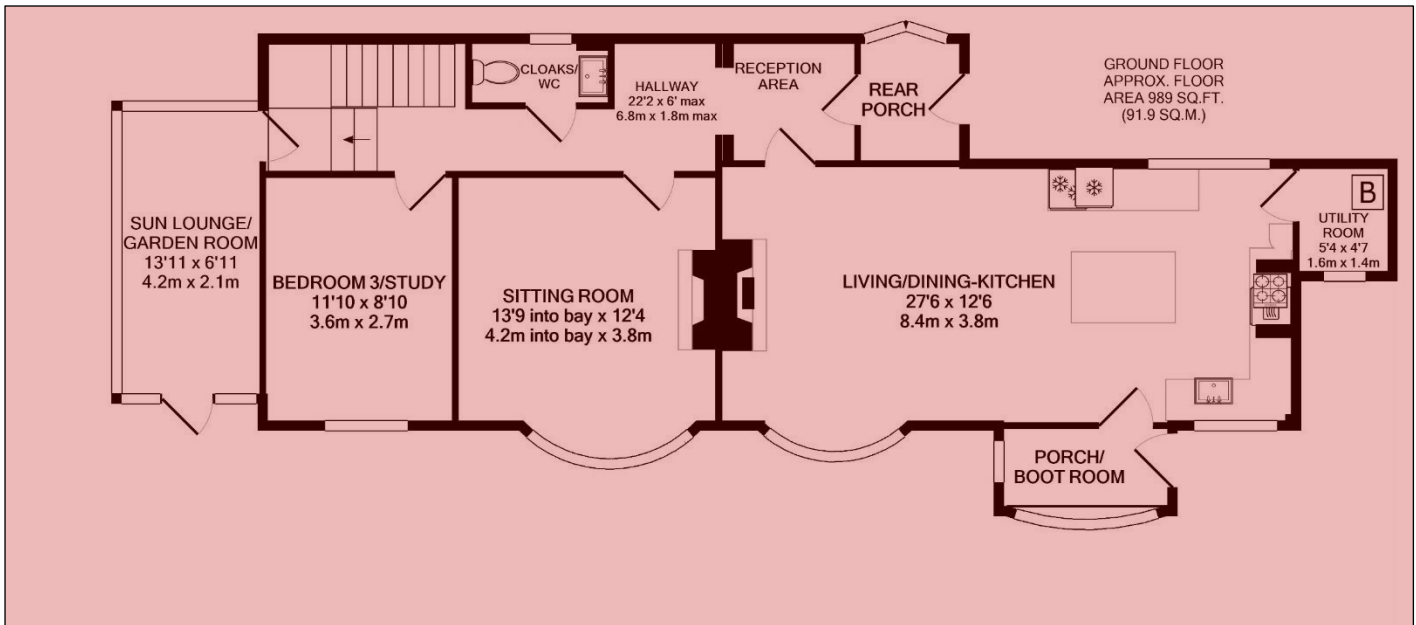 CLOAKS/
WC
HALLWAY
22'2 x 6' max
6.8m x 1.8m max
RECEPTION
AREA
REAR
PORCH
GROUND FLOOR
APPROX. FLOOR
AREA 989 SQ.FT.
(91.9 SQ.M.)
SUN LOUNGE/
GARDEN ROOM
13'11 x 6'11
4.2m x 2.1m
BEDROOM 3/STUDY
11'10 x 8'10
3.6m x 2.7m
SITTING ROOM
13'9 into bay x 12'4
4.2m into bay x 3.8m
LIVING/DINING-KITCHEN
27'6 x 12'6
8.4m x 3.8m
B
UTILITY
ROOM
5'4 x 4'7
1.6m x 1.4m
PORCH/
BOOT ROOM